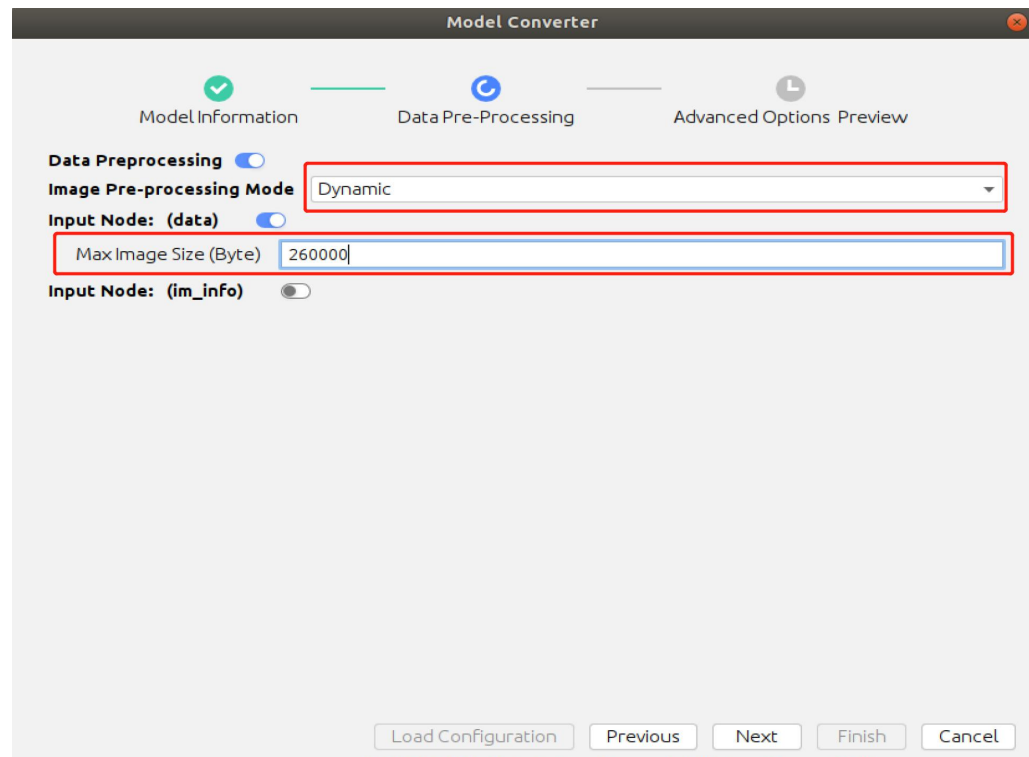 Model Converter
Model Information
Data Pre-Processing
Advanced Options Preview
Data Preprocessing
Image Pre-processing Mode Dynamic
Input Node: (data)
Max Image Size (Byte) 260000
Input Node: (im_info)
Load Configuration Previous Next Finish Cancel